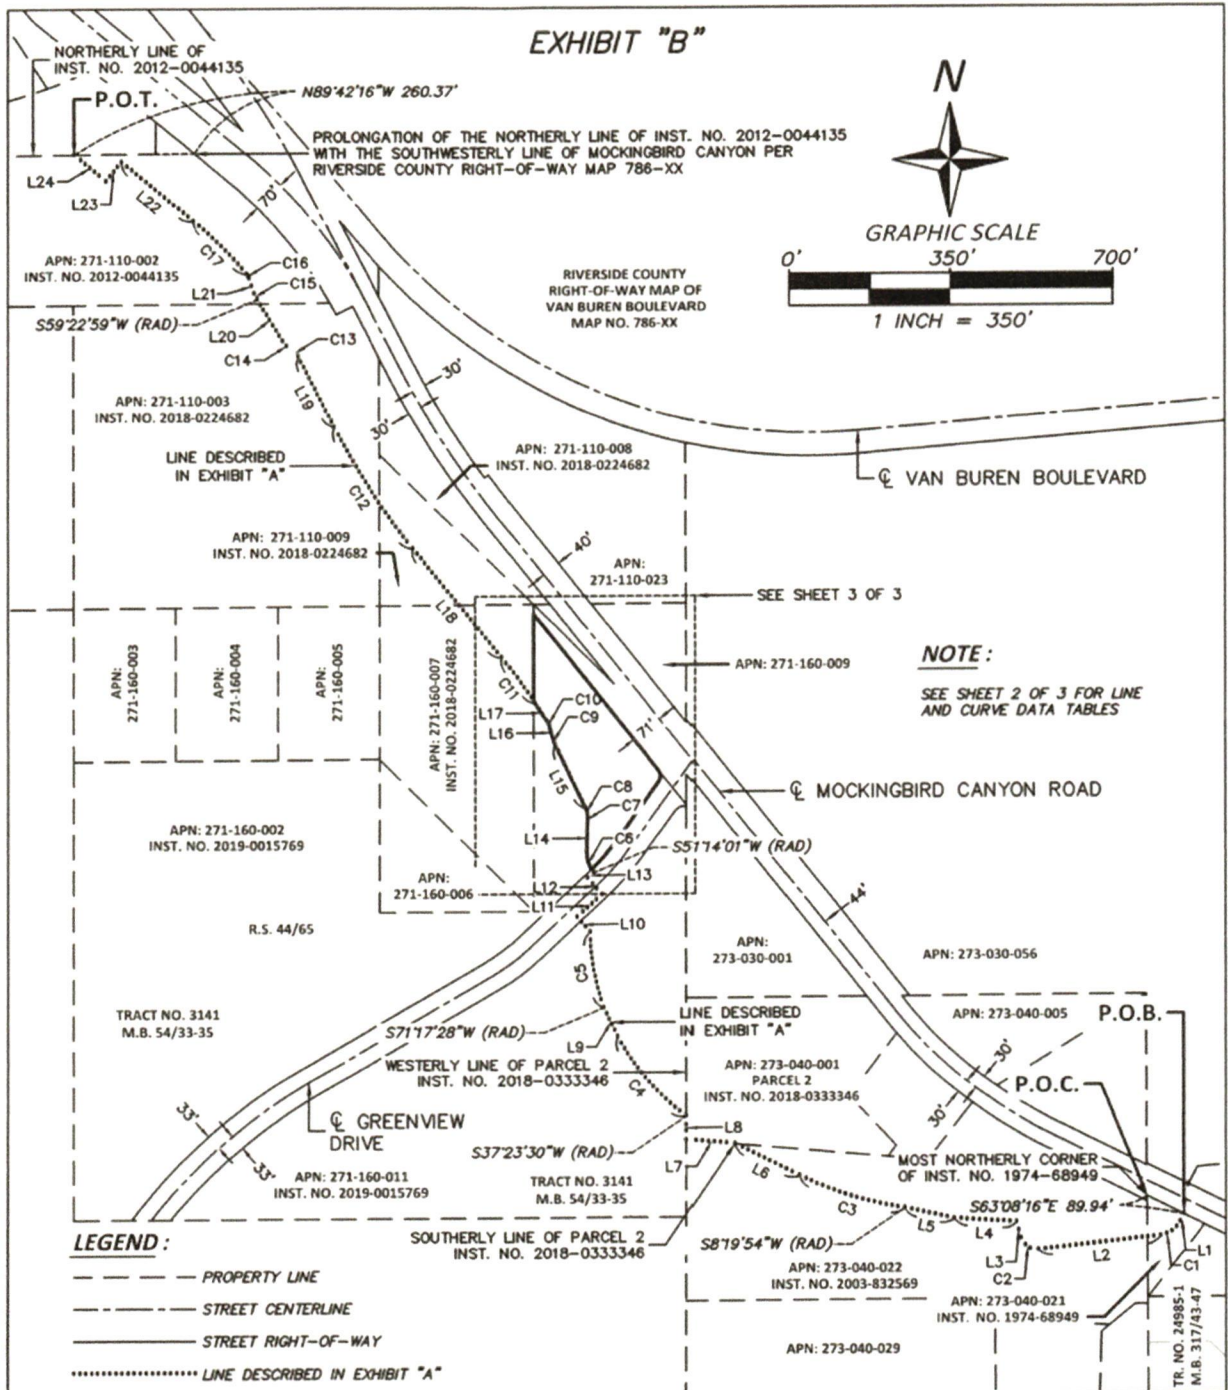 EXHIBIT "B"
NORTHERLY LINE OF
INST. NO. 2012-0044135
P.O.T.
N89°42'16"W 260.37'
PROLONGATION OF THE NORTHERLY LINE OF INST. NO. 2012-0044135
WITH THE SOUTHWESTERLY LINE OF MOCKINGBIRD CANYON PER
RIVERSIDE COUNTY RIGHT-OF-WAY MAP 786-XX
N
GRAPHIC SCALE
0' 350' 700'
1 INCH = 350'
L24
L23
L22
70'
C17
C16
C15
L21
APN: 271-110-002
INST. NO. 2012-0044135
RIVERSIDE COUNTY
RIGHT-OF-WAY MAP OF
VAN BUREN BOULEVARD
MAP NO. 786-XX
S59°22'59"W (RAD)
L20
C14
C13
30'
30'
L19
APN: 271-110-003
INST. NO. 2018-0224682
LINE DESCRIBED
IN EXHIBIT "A"
C12
APN: 271-110-008
INST. NO. 2018-0224682
℄ VAN BUREN BOULEVARD
APN: 271-110-009
INST. NO. 2018-0224682
40'
APN:
271-110-023
SEE SHEET 3 OF 3
L18
APN:
271-160-003
APN:
271-160-004
APN:
271-160-005
APN: 271-160-007
INST. NO. 2018-0224682
APN: 271-160-009
NOTE:
SEE SHEET 2 OF 3 FOR LINE
AND CURVE DATA TABLES
C11
L17
L16
C10
C9
71'
L15
C8
C7
L14
C6
℄ MOCKINGBIRD CANYON ROAD
APN: 271-160-002
INST. NO. 2019-0015769
S51°14'01"W (RAD)
L13
L12
L11
L10
APN:
271-160-006
44'
R.S. 44/65
C5
APN:
273-030-001
APN: 273-030-056
TRACT NO. 3141
M.B. 54/33-35
S71°17'28"W (RAD)
LINE DESCRIBED
IN EXHIBIT "A"
L9
WESTERLY LINE OF PARCEL 2
INST. NO. 2018-0333346
C4
APN: 273-040-005
P.O.B.
APN: 273-040-001
PARCEL 2
INST. NO. 2018-0333346
30'
30'
P.O.C.
33'
33'
℄ GREENVIEW
DRIVE
S37°23'30"W (RAD)
L8
L7
L6
MOST NORTHERLY CORNER
OF INST. NO. 1974-68949
APN: 271-160-011
INST. NO. 2019-0015769
TRACT NO. 3141
M.B. 54/33-35
C3
S63°08'16"E 89.94'
L5
L4
L3
C2
L2
C1
L1
SOUTHERLY LINE OF PARCEL 2
INST. NO. 2018-0333346
S8°19'54"W (RAD)
APN: 273-040-022
INST. NO. 2003-832569
APN: 273-040-021
INST. NO. 1974-68949
APN: 273-040-029
TR. NO. 24985-1
M.B. 317/43-47
LEGEND:
PROPERTY LINE
STREET CENTERLINE
STREET RIGHT-OF-WAY
LINE DESCRIBED IN EXHIBIT "A"